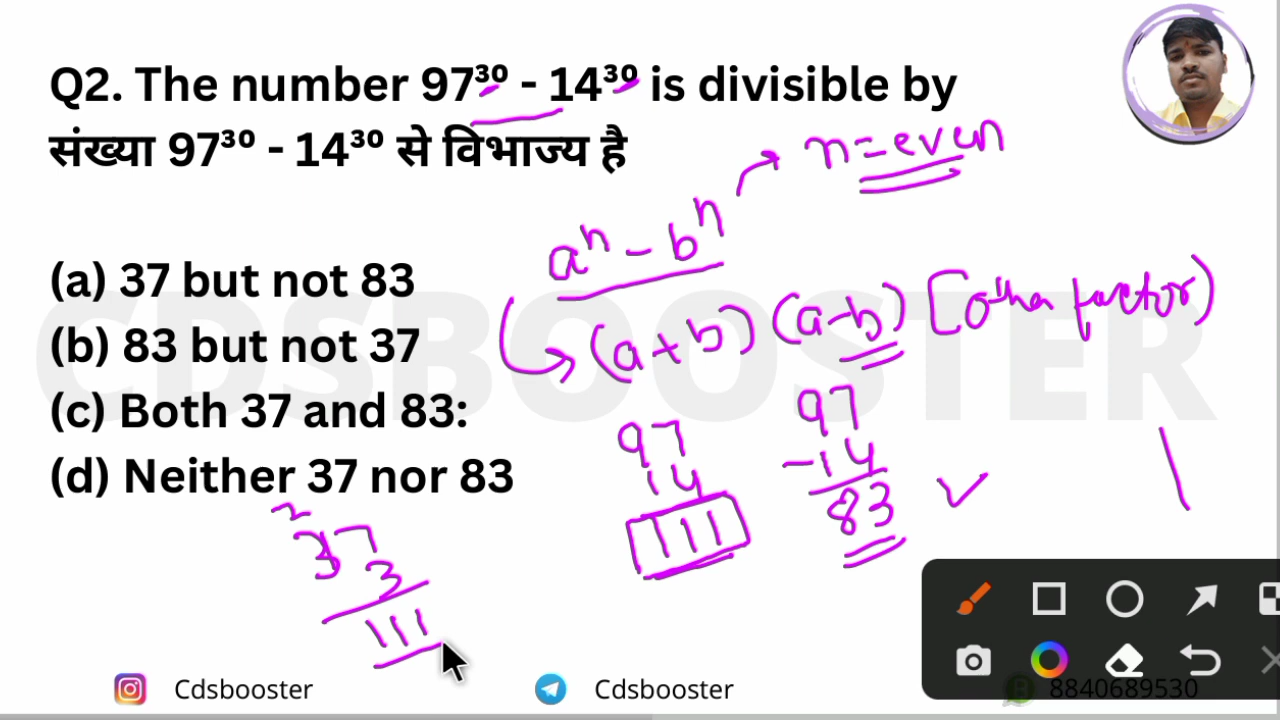 Q2. The number 97³⁰ - 14³⁰ is divisible by
संख्या 97³⁰ - 14³⁰ से विभाज्य है
n=even
aⁿ - bⁿ
(a) 37 but not 83
(a+b) (a-b) [other factor)
(b) 83 but not 37
(c) Both 37 and 83:
(d) Neither 37 nor 83
CDSBOOSTER
97
14
111
97
-14
83
2
37
3
111
Cdsbooster
Cdsbooster
8840689530